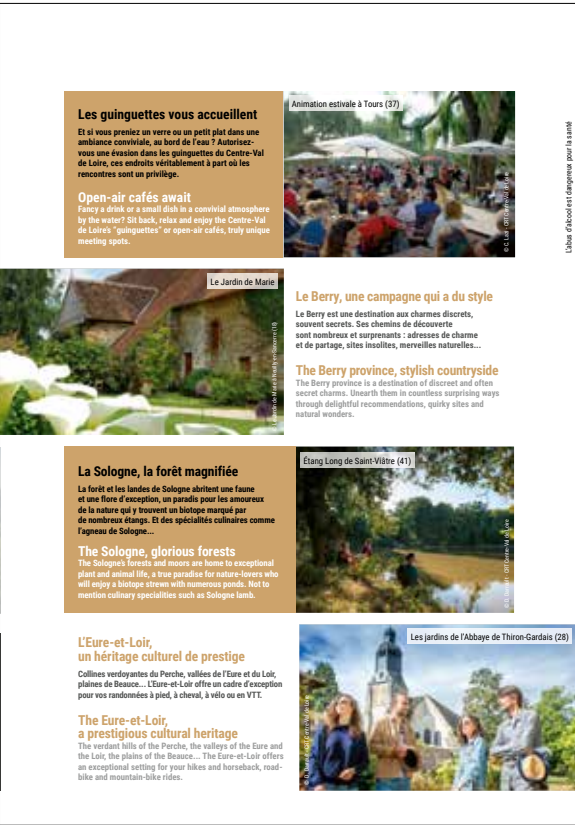 Les guinguettes vous accueillent
Et si vous preniez un verre ou un petit plat dans une
ambiance conviviale, au bord de l'eau ? Autorisez-
vous une évasion dans les guinguettes du Centre-Val
de Loire, ces endroits véritablement à part où les
rencontres sont un privilège.
Open-air cafés await
Fancy a drink or a small dish in a convivial atmosphere
by the water? Sit back, relax and enjoy the Centre-Val
de Loire's "guinguettes" or open-air cafés, truly unique
meeting spots.
Animation estivale à Tours (37)
L'abus d'alcool est dangereux pour la santé
Le Jardin de Marie
Le Berry, une campagne qui a du style
Le Berry est une destination aux charmes discrets,
souvent secrets. Ses chemins de découverte
sont nombreux et surprenants : adresses de charme
et de partage, sites insolites, merveilles naturelles...
The Berry province, stylish countryside
The Berry province is a destination of discreet and often
secret charms. Unearth them in countless surprising ways
through delightful recommendations, quirky sites and
natural wonders.
La Sologne, la forêt magnifiée
La forêt et les landes de Sologne abritent une faune
et une flore d'exception, un paradis pour les amoureux
de la nature qui y trouvent un biotope marqué par
de nombreux étangs. Et des spécialités culinaires comme
l'agneau de Sologne...
The Sologne, glorious forests
The Sologne's forests and moors are home to exceptional
plant and animal life, a true paradise for nature-lovers who
will enjoy a biotope strewn with numerous ponds. Not to
mention culinary specialities such as Sologne lamb.
Étang Long de Saint-Viâtre (41)
L'Eure-et-Loir,
un héritage culturel de prestige
Collines verdoyantes du Perche, vallées de l'Eure et du Loir,
plaines de Beauce... L'Eure-et-Loir offre un cadre d'exception
pour vos randonnées à pied, à cheval, à vélo ou en VTT.
The Eure-et-Loir,
a prestigious cultural heritage
The verdant hills of the Perche, the valleys of the Eure and
the Loir, the plains of the Beauce... The Eure-et-Loir offers
an exceptional setting for your hikes and horseback, road-
bike and mountain-bike rides.
Les jardins de l'Abbaye de Thiron-Gardais (28)